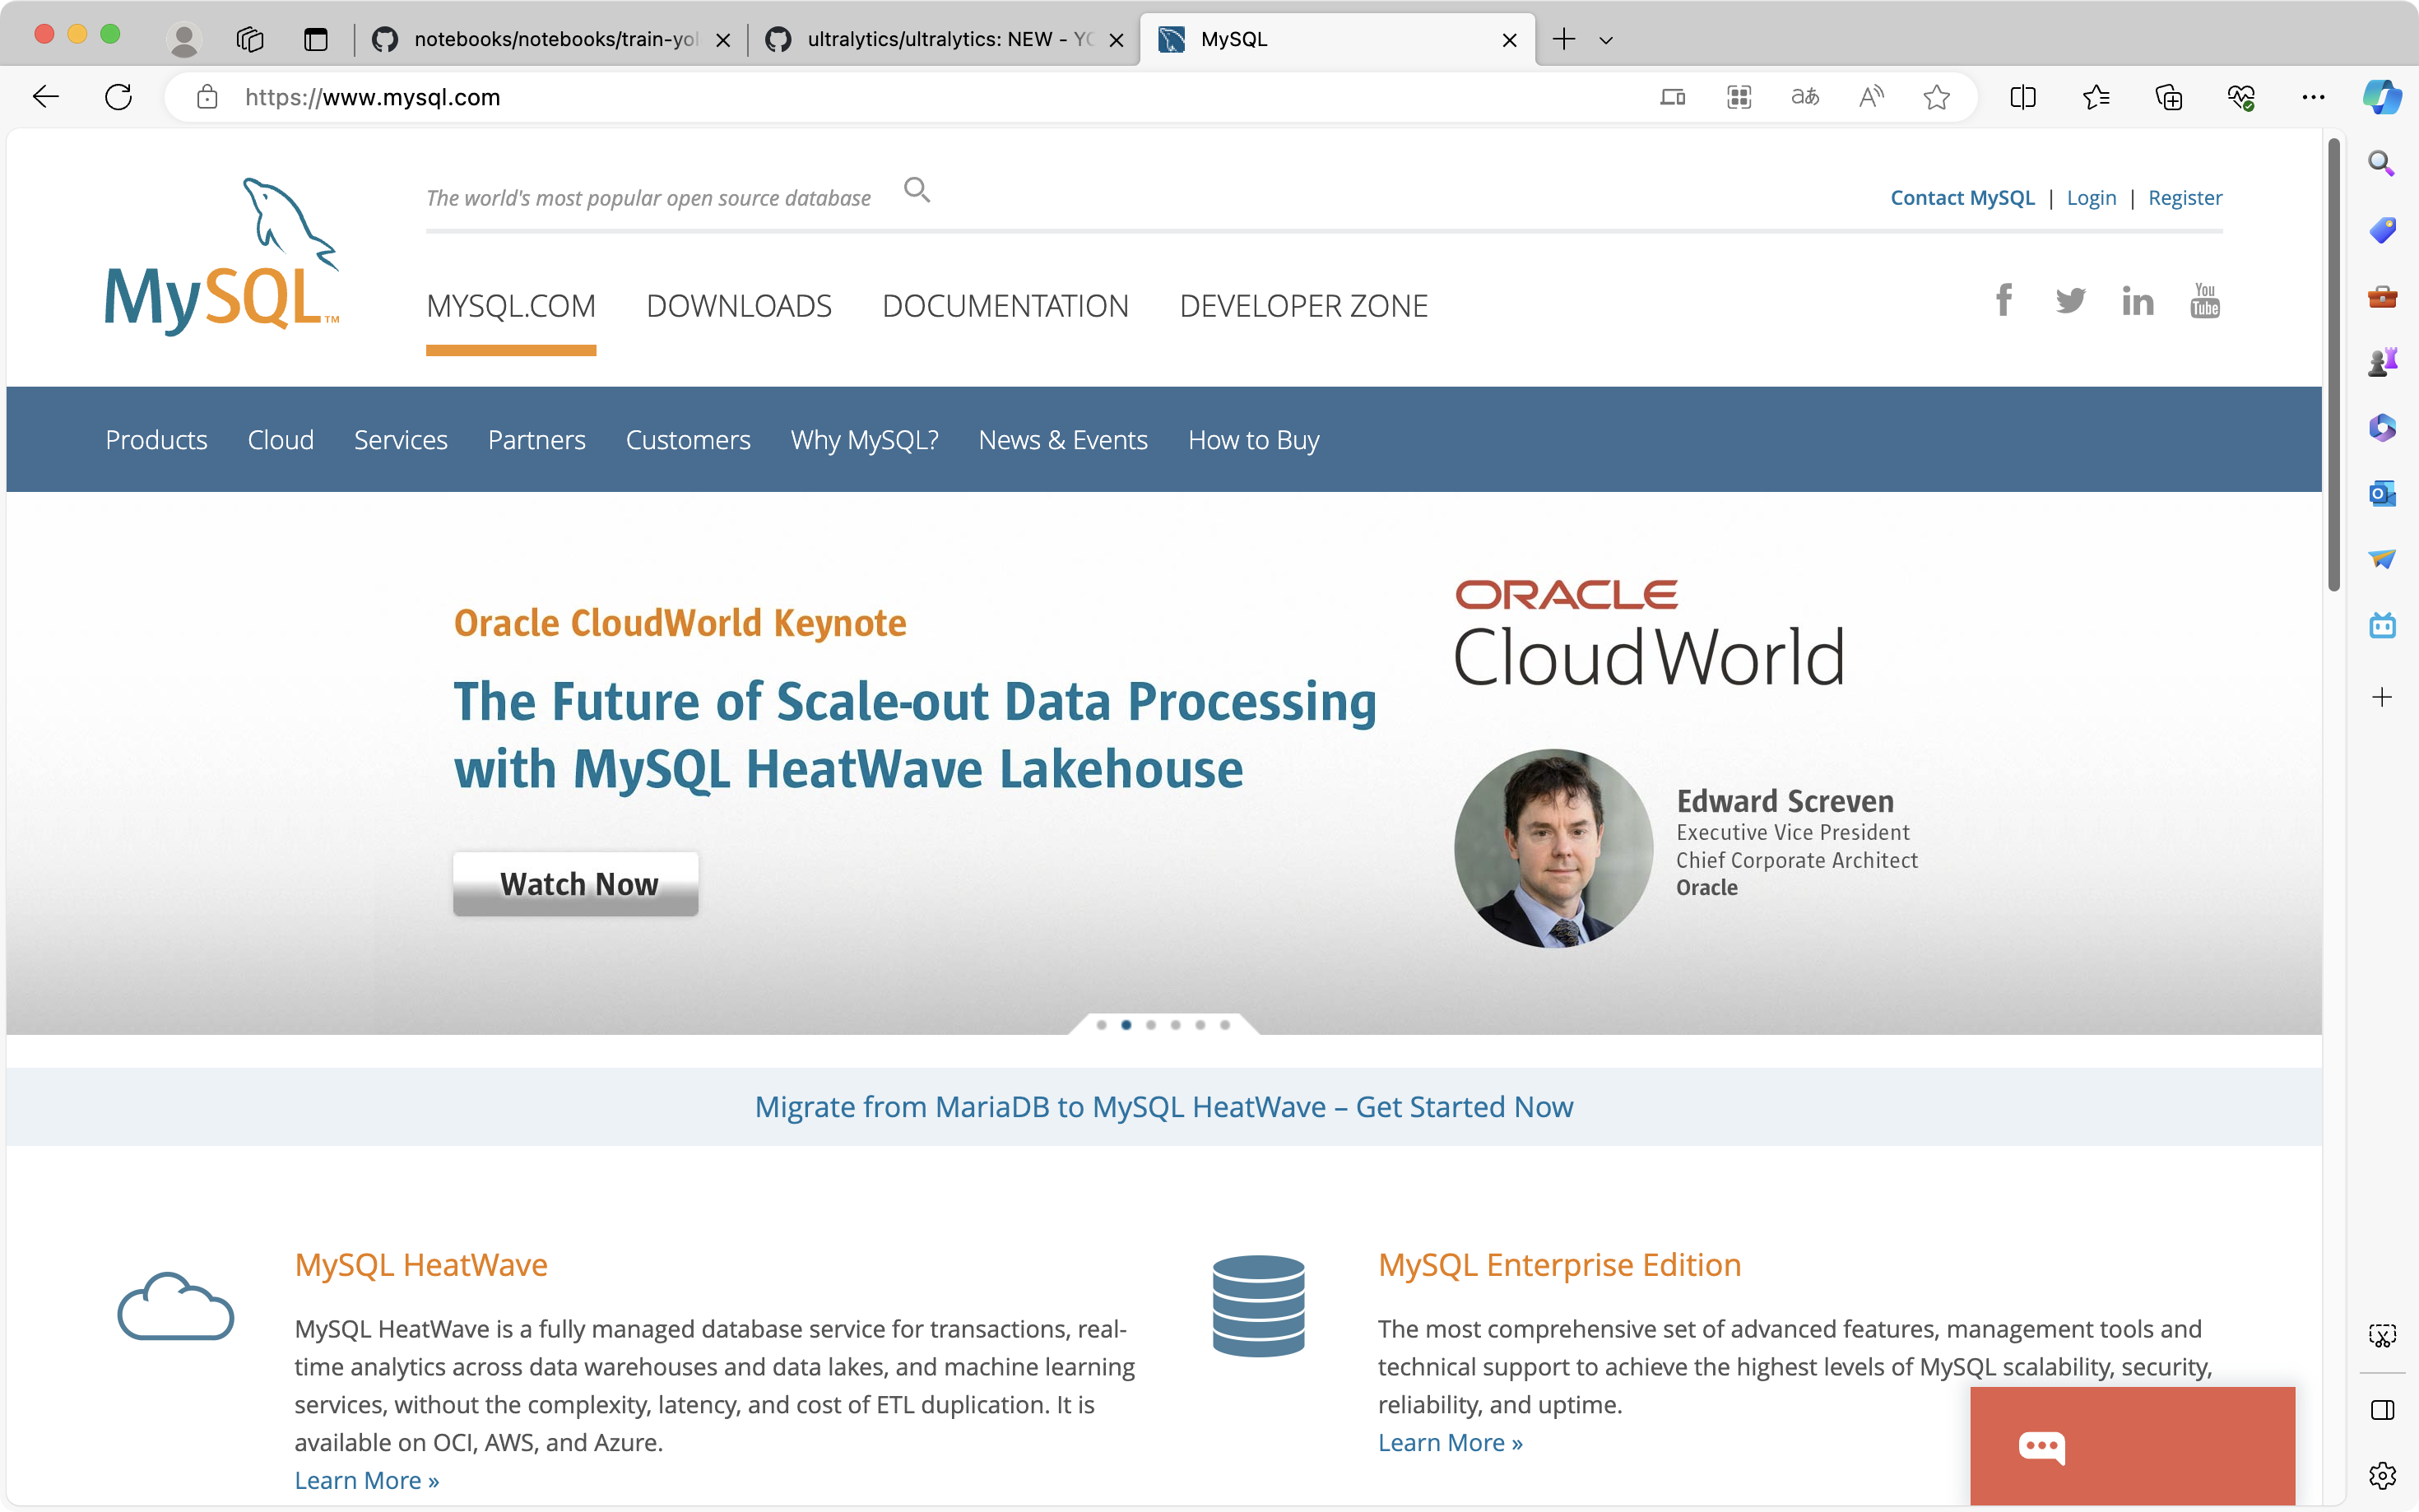 notebooks/notebooks/train-yol
ultralytics/ultralytics: NEW - YO
MySQL
https://www.mysql.com
The world's most popular open source database
Contact MySQL | Login | Register
MySQL™
MYSQL.COM DOWNLOADS DOCUMENTATION DEVELOPER ZONE
You
Tube
Products Cloud Services Partners Customers Why MySQL? News & Events How to Buy
Oracle CloudWorld Keynote
The Future of Scale-out Data Processing
with MySQL HeatWave Lakehouse
Watch Now
ORACLE
CloudWorld
Edward Screven
Executive Vice President
Chief Corporate Architect
Oracle
Migrate from MariaDB to MySQL HeatWave – Get Started Now
MySQL HeatWave
MySQL HeatWave is a fully managed database service for transactions, real-
time analytics across data warehouses and data lakes, and machine learning
services, without the complexity, latency, and cost of ETL duplication. It is
available on OCI, AWS, and Azure.
Learn More »
MySQL Enterprise Edition
The most comprehensive set of advanced features, management tools and
technical support to achieve the highest levels of MySQL scalability, security,
reliability, and uptime.
Learn More »